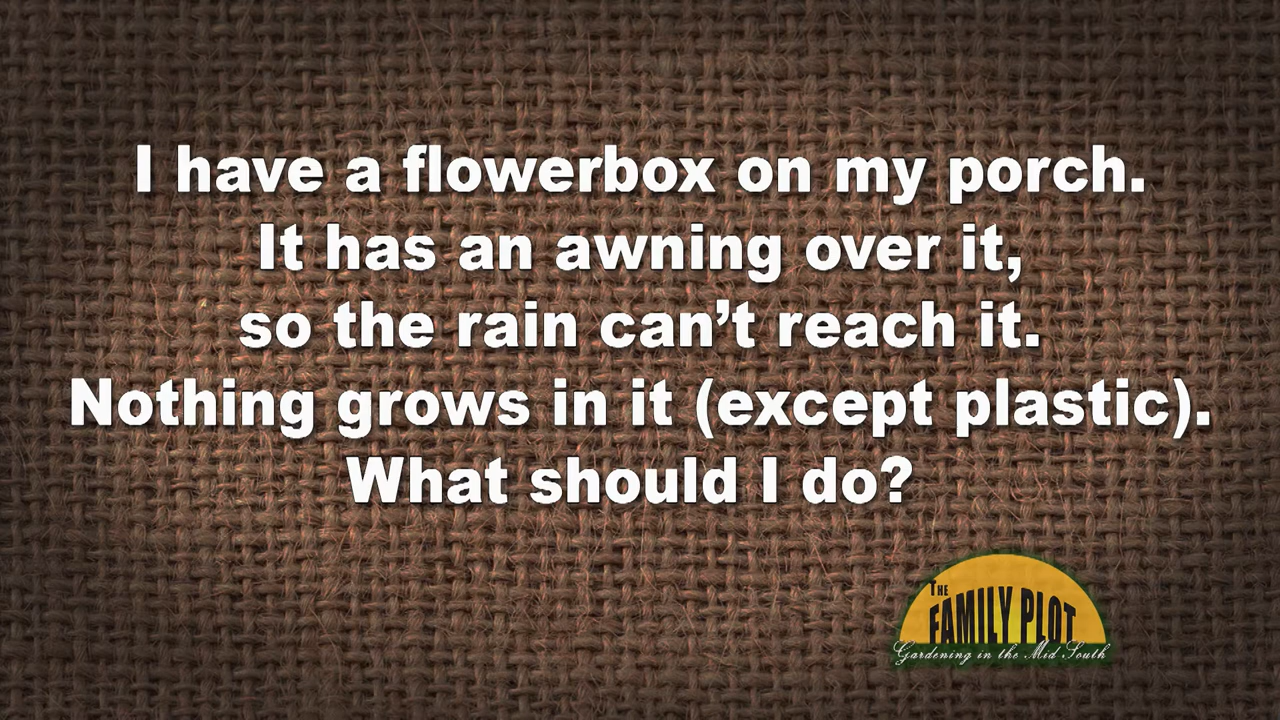 I have a flowerbox on my porch.
It has an awning over it,
so the rain can’t reach it.
Nothing grows in it (except plastic).
What should I do?
THE
FAMILY PLOT
Gardening in the Mid South